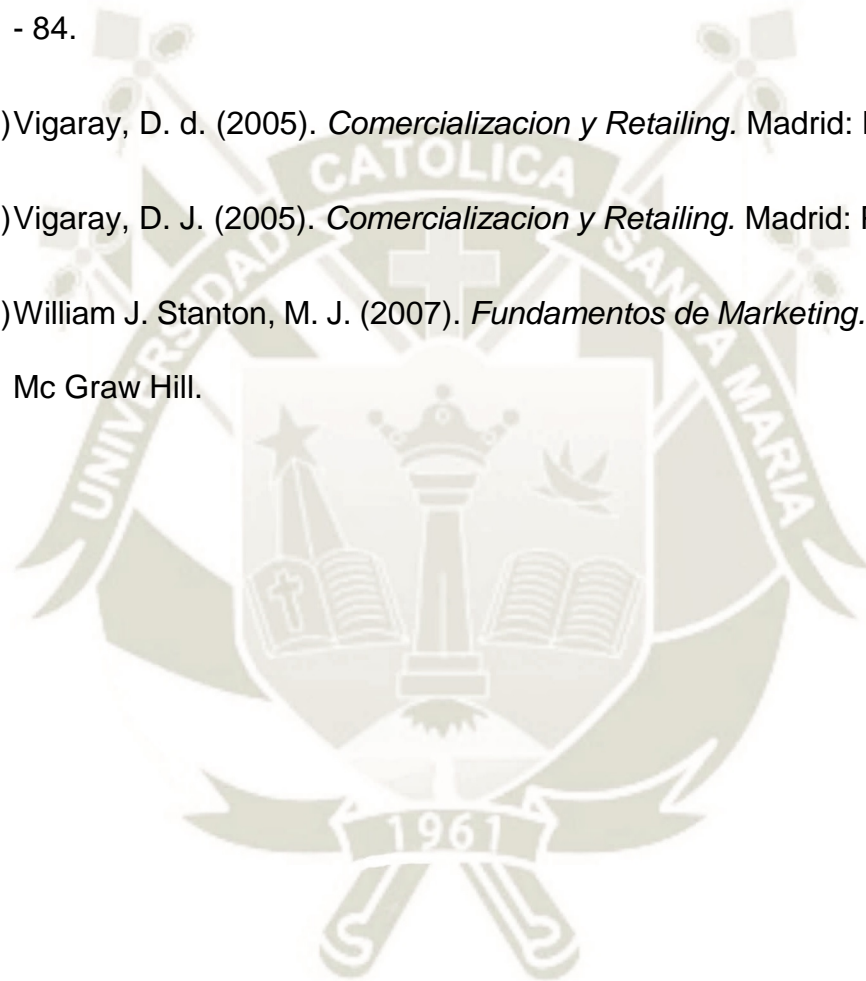 - 84.
)Vigaray, D. d. (2005). Comercializacion y Retailing. Madrid:
)Vigaray, D. J. (2005). Comercializacion y Retailing. Madrid:
)William J. Stanton, M. J. (2007). Fundamentos de Marketing.
Mc Graw Hill.
UNIVERSIDAD CATOLICA SANTA MARIA
1961